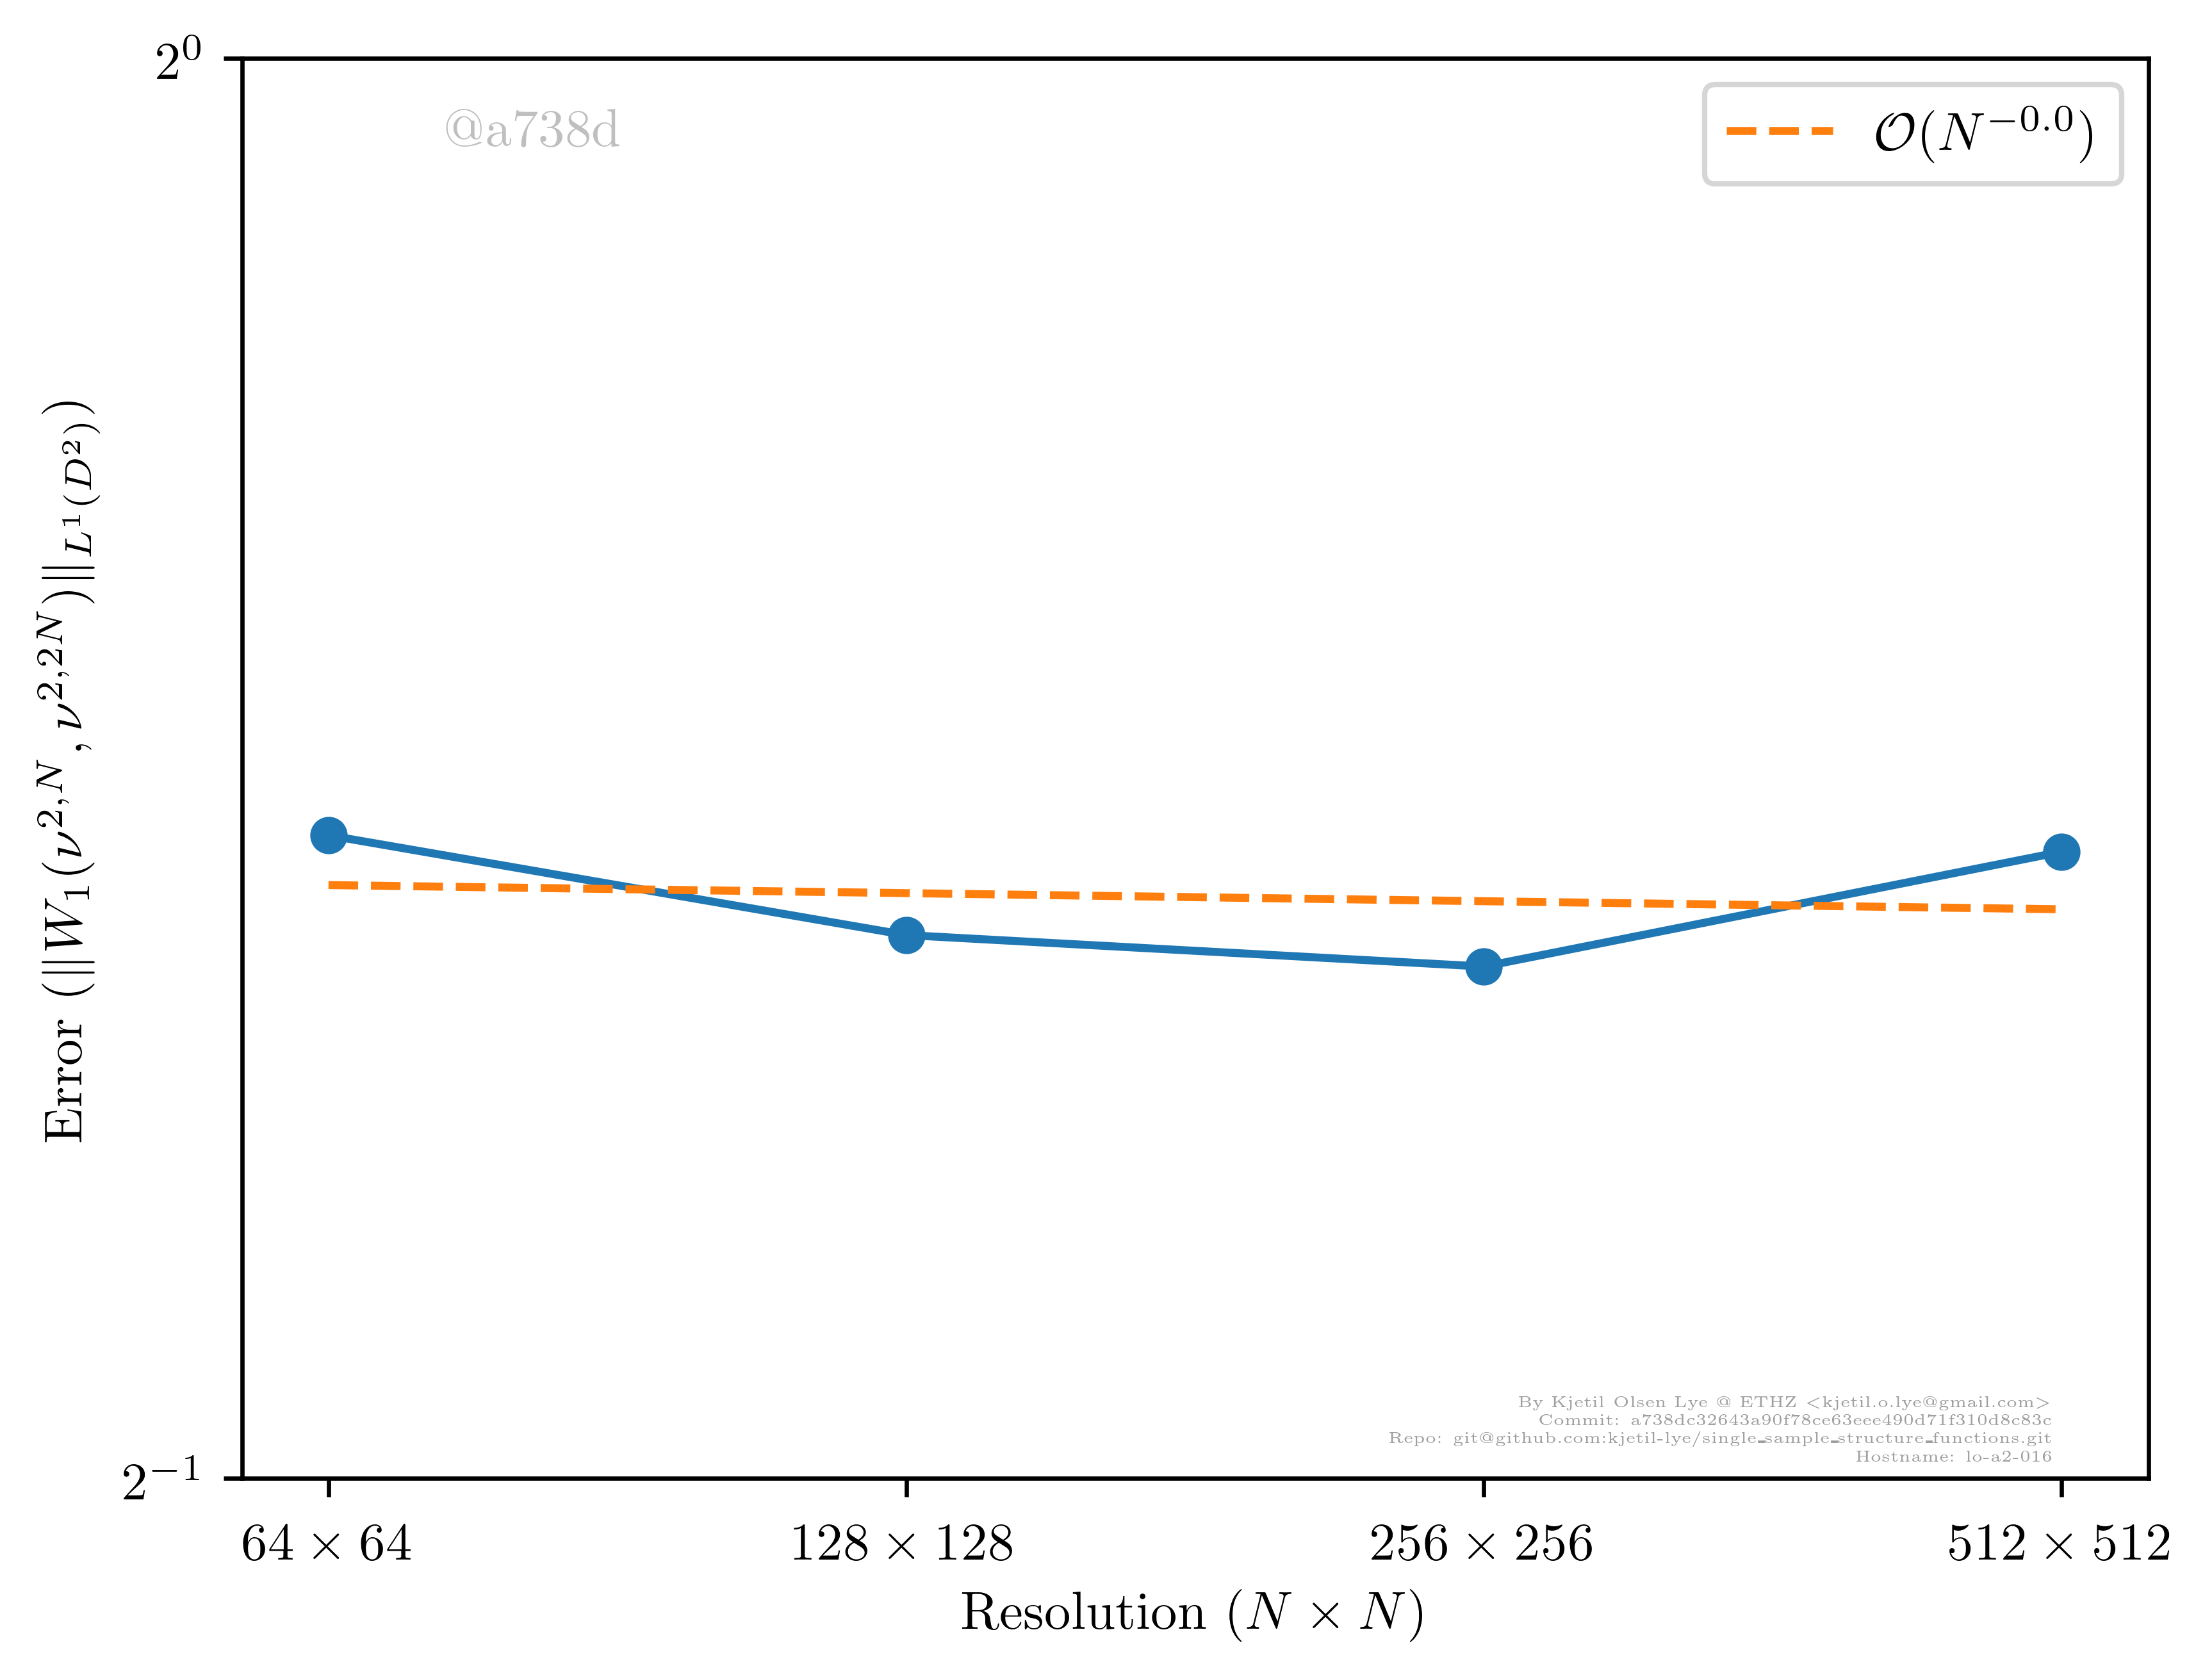 2^0
@a738d
𝒪(N^{-0.0})
Error (||W_1(ν^{2,N}, ν^{2,2N})||_{L^1(D^2)})
By Kjetil Olsen Lye @ ETHZ <kjetil.o.lye@gmail.com>
Commit: a738dc32643a90f78ce63eee490d71f310d8c83c
Repo: git@github.com:kjetil-lye/single_sample_structure_functions.git
Hostname: lo-a2-016
2^{-1}
64 × 64 128 × 128 256 × 256 512 × 512
Resolution (N × N)